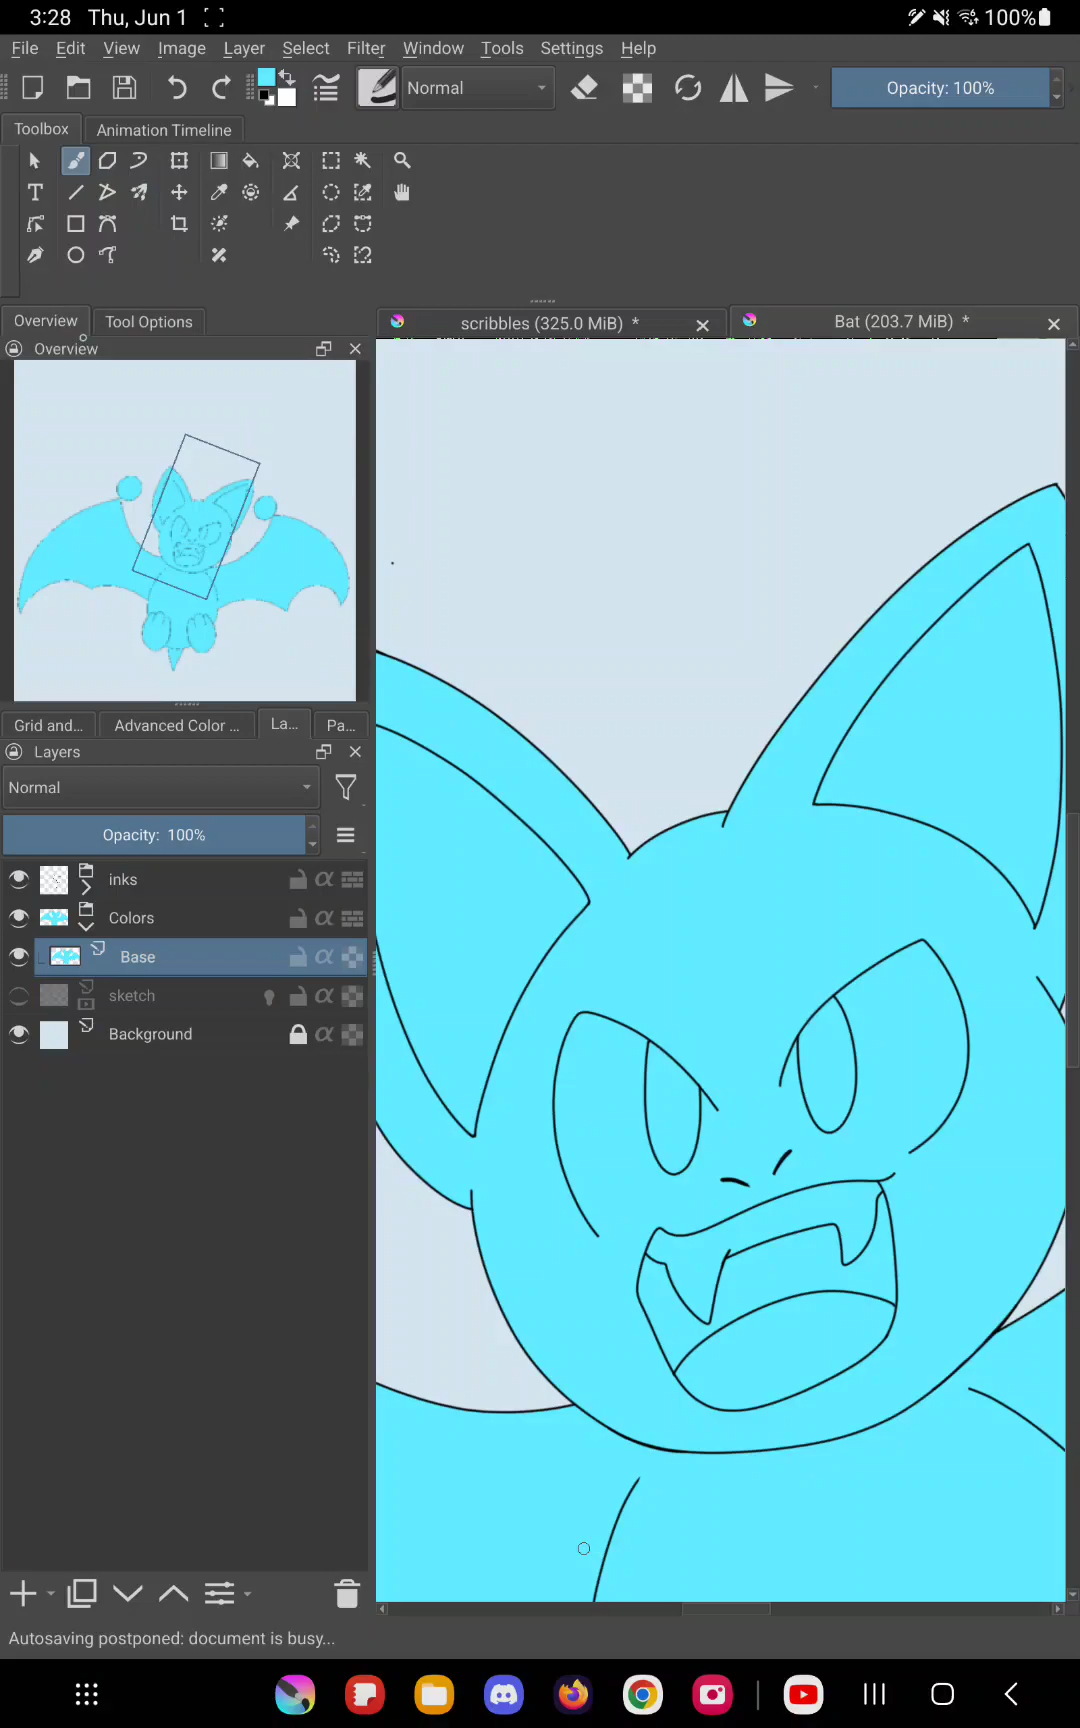 3:28 Thu, Jun 1 100%
File Edit View Image Layer Select Filter Window Tools Settings Help
Normal Opacity: 100%
Toolbox Animation Timeline
Overview Tool Options
scribbles (325.0 MiB) * Bat (203.7 MiB) *
Overview
Grid and... Advanced Color ... La... Pa...
Layers
Normal
Opacity: 100%
inks
Colors
Base
sketch
Background
Autosaving postponed: document is busy...